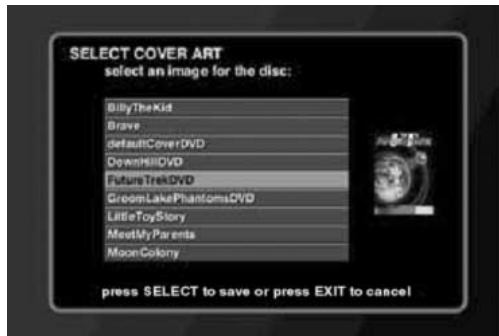 SELECT COVER ART
select an image for the disc:
BillyTheKid
Brave
defaultCoverDVD
DownHillDVD
FutureTrekDVD
GroomLakePhantomsDVD
LittleToyStory
MeetMyParents
MoonColony
press SELECT to save or press EXIT to cancel